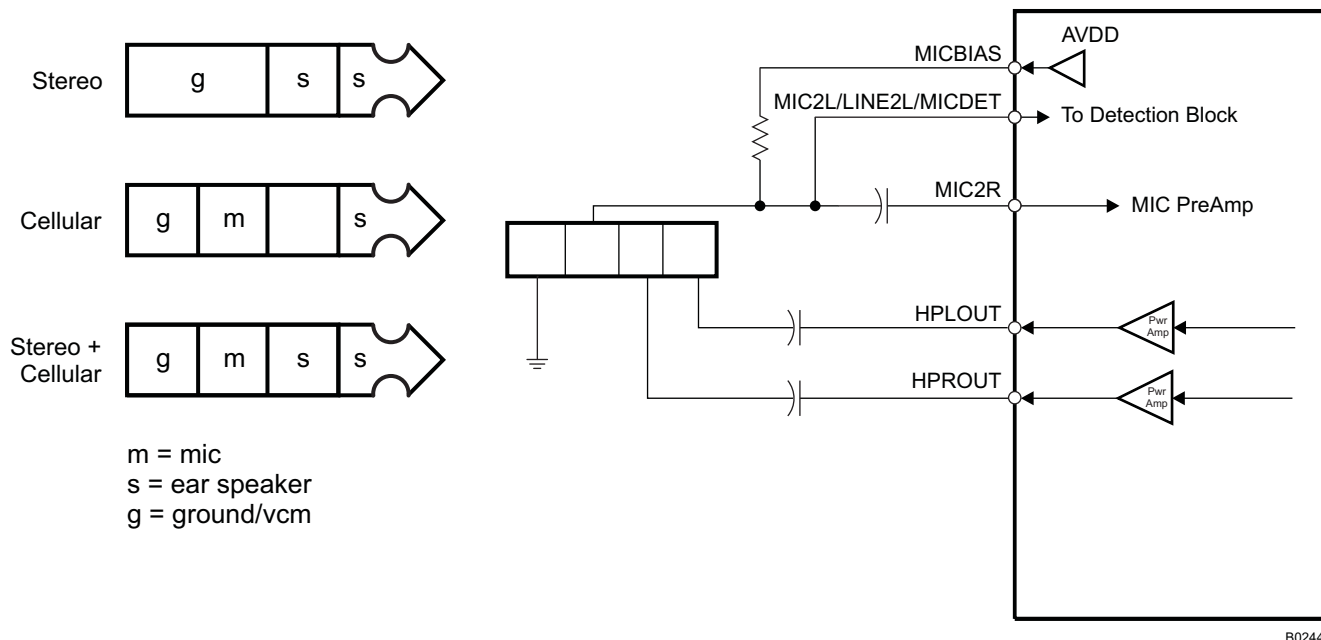 Stereo
g s s
Cellular
g m s
Stereo +
Cellular
g m s s
m = mic
s = ear speaker
g = ground/vcm
AVDD
MICBIAS
MIC2L/LINE2L/MICDET
To Detection Block
MIC2R
MIC PreAmp
HPLOUT
Pwr
Amp
HPROUT
Pwr
Amp
B0244